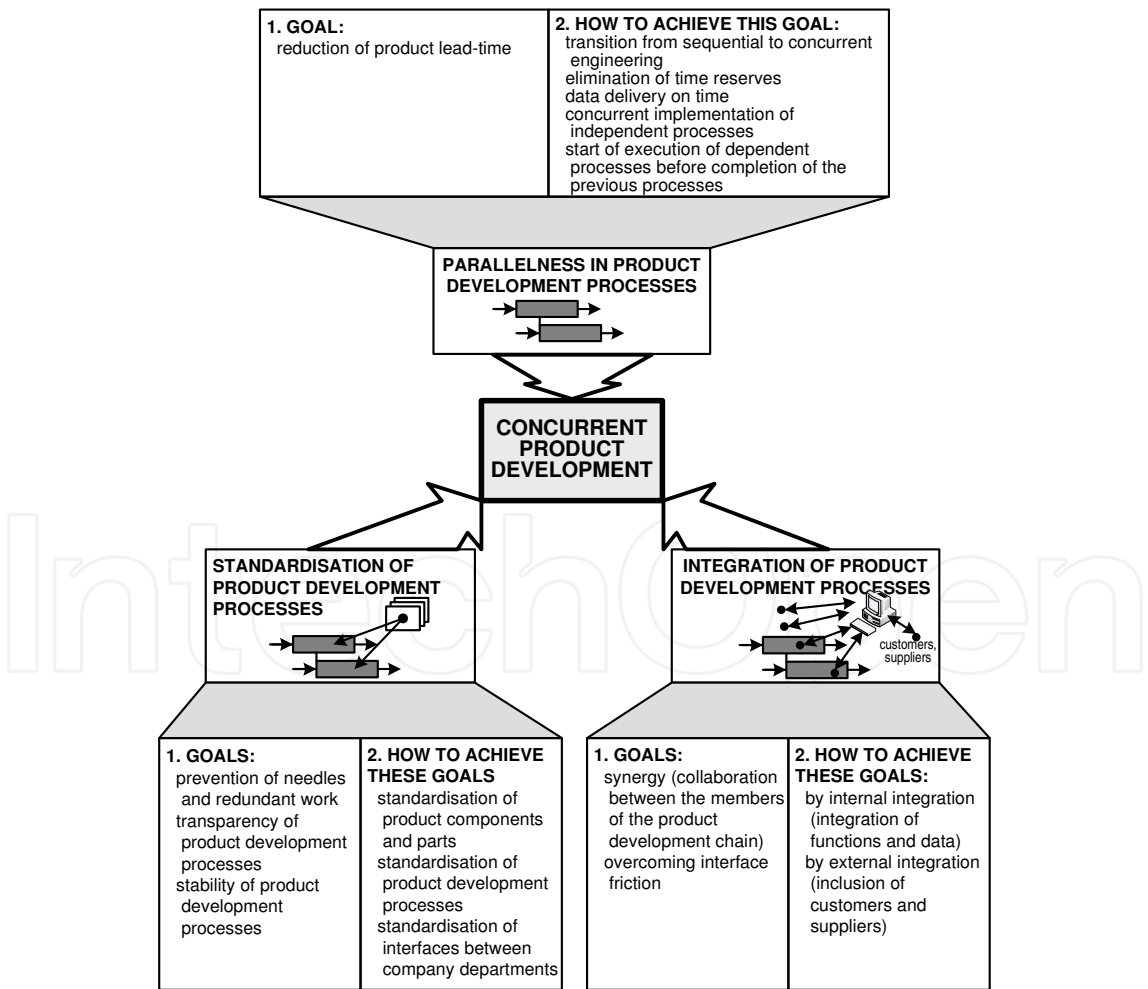 1. GOAL:
reduction of product lead-time
2. HOW TO ACHIEVE THIS GOAL:
transition from sequential to concurrent
engineering
elimination of time reserves
data delivery on time
concurrent implementation of
independent processes
start of execution of dependent
processes before completion of the
previous processes
PARALLELNESS IN PRODUCT
DEVELOPMENT PROCESSES
CONCURRENT
PRODUCT
DEVELOPMENT
IntechOpen
STANDARDISATION OF
PRODUCT DEVELOPMENT
PROCESSES
INTEGRATION OF PRODUCT
DEVELOPMENT PROCESSES
customers,
suppliers
1. GOALS:
prevention of needles
and redundant work
transparency of
product development
processes
stability of product
development
processes
2. HOW TO ACHIEVE
THESE GOALS
standardisation of
product components
and parts
standardisation of
product development
processes
standardisation of
interfaces between
company departments
1. GOALS:
synergy (collaboration
between the members
of the product
development chain)
overcoming interface
friction
2. HOW TO ACHIEVE
THESE GOALS:
by internal integration
(integration of
functions and data)
by external integration
(inclusion of
customers and
suppliers)